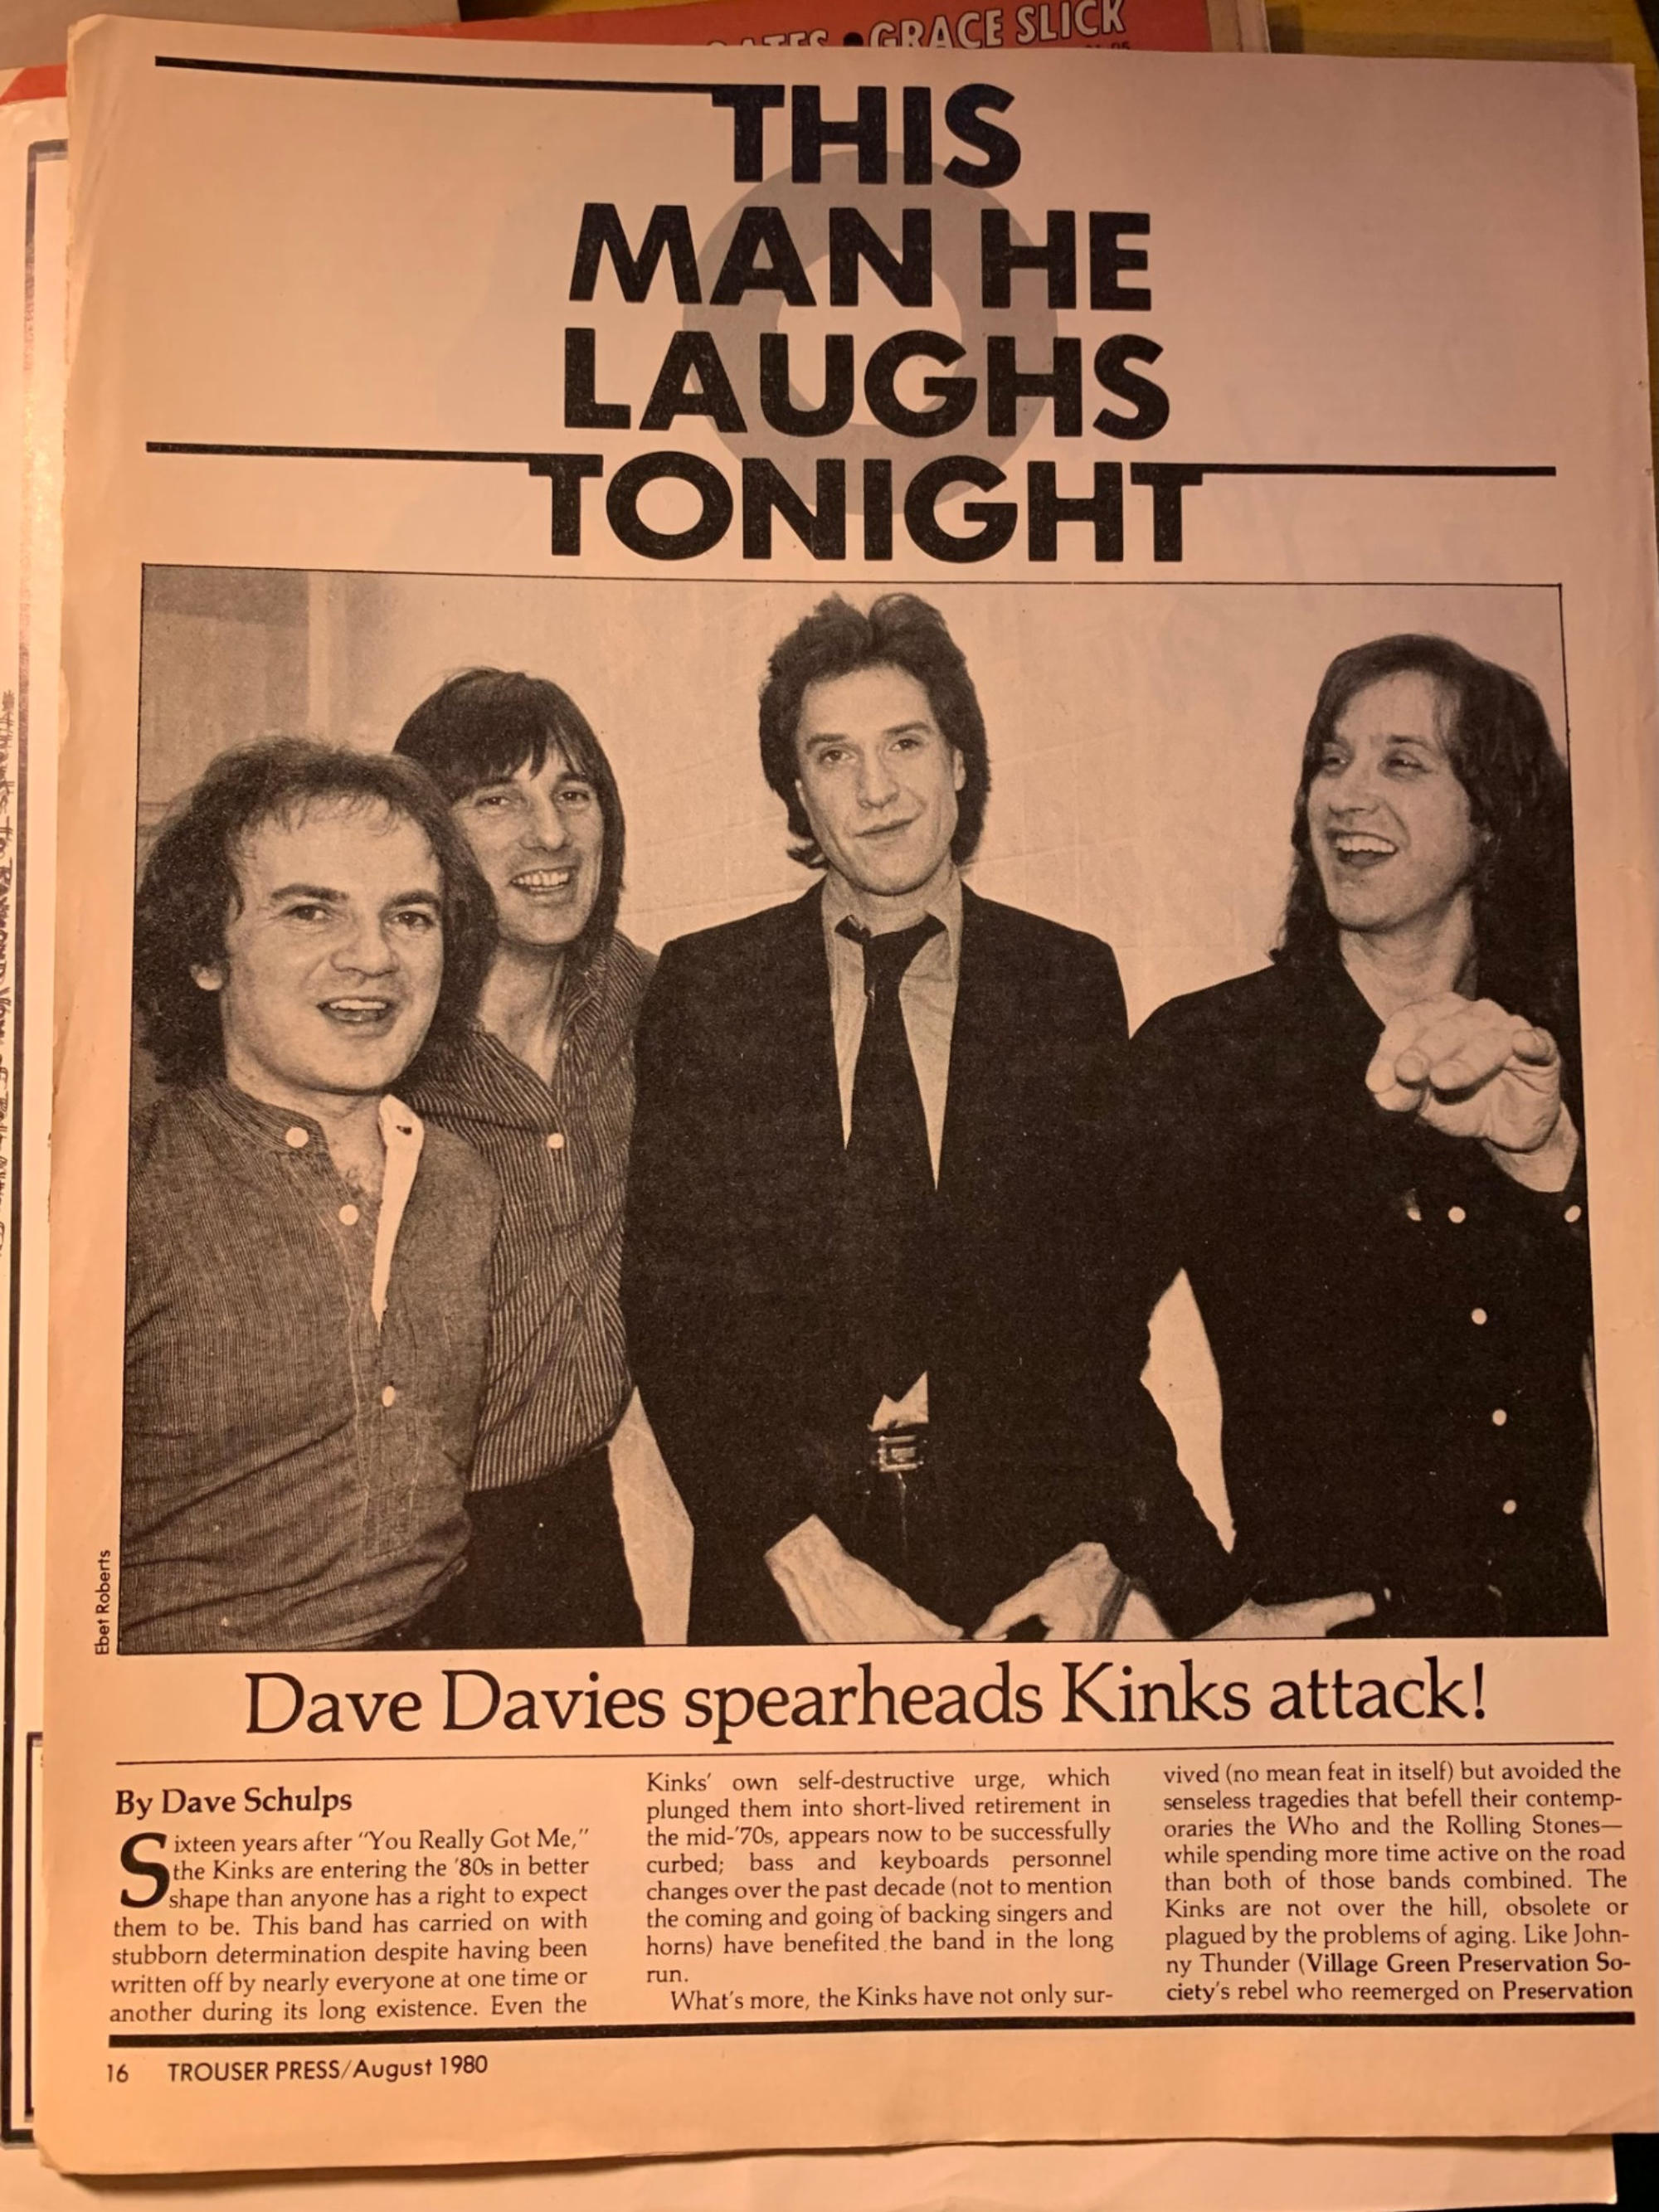 GRACE SLICK
THIS
MAN HE
LAUGHS
TONIGHT
Ebet Roberts
Dave Davies spearheads Kinks attack!
By Dave Schulps
Sixteen years after "You Really Got Me,"
the Kinks are entering the '80s in better
shape than anyone has a right to expect
them to be. This band has carried on with
stubborn determination despite having been
written off by nearly everyone at one time or
another during its long existence. Even the
Kinks' own self-destructive urge, which
plunged them into short-lived retirement in
the mid-'70s, appears now to be successfully
curbed; bass and keyboards personnel
changes over the past decade (not to mention
the coming and going of backing singers and
horns) have benefited the band in the long
run.
What's more, the Kinks have not only sur-
vived (no mean feat in itself) but avoided the
senseless tragedies that befell their contemp-
oraries the Who and the Rolling Stones—
while spending more time active on the road
than both of those bands combined. The
Kinks are not over the hill, obsolete or
plagued by the problems of aging. Like John-
ny Thunder (Village Green Preservation So-
ciety's rebel who reemerged on Preservation
16 TROUSER PRESS/August 1980